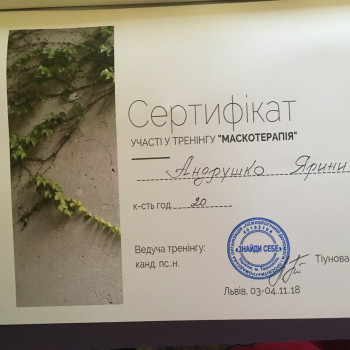 Сертифікат
УЧАСТІ У ТРЕНІНГУ "МАСКОТЕРАПІЯ"
Андрушко Ярини
к-сть год. 20
Ведуча тренінгу:
канд. пс.н.
Тіунова
«ЗНАЙДИ СЕБЕ»
Львів, 03-04.11.18